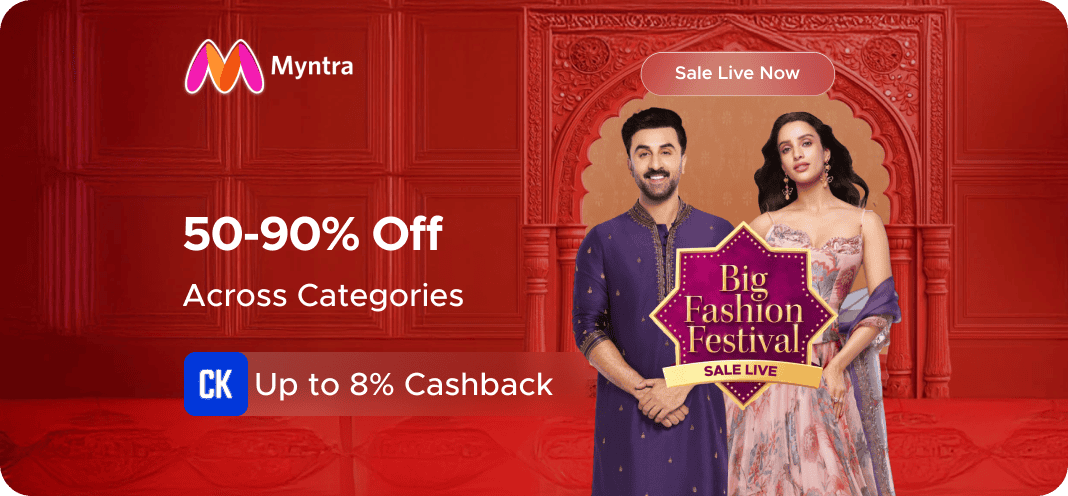 Myntra
Sale Live Now
50-90% Off
Across Categories
CK
Up to 8% Cashback
Big
Fashion
Festival
SALE LIVE